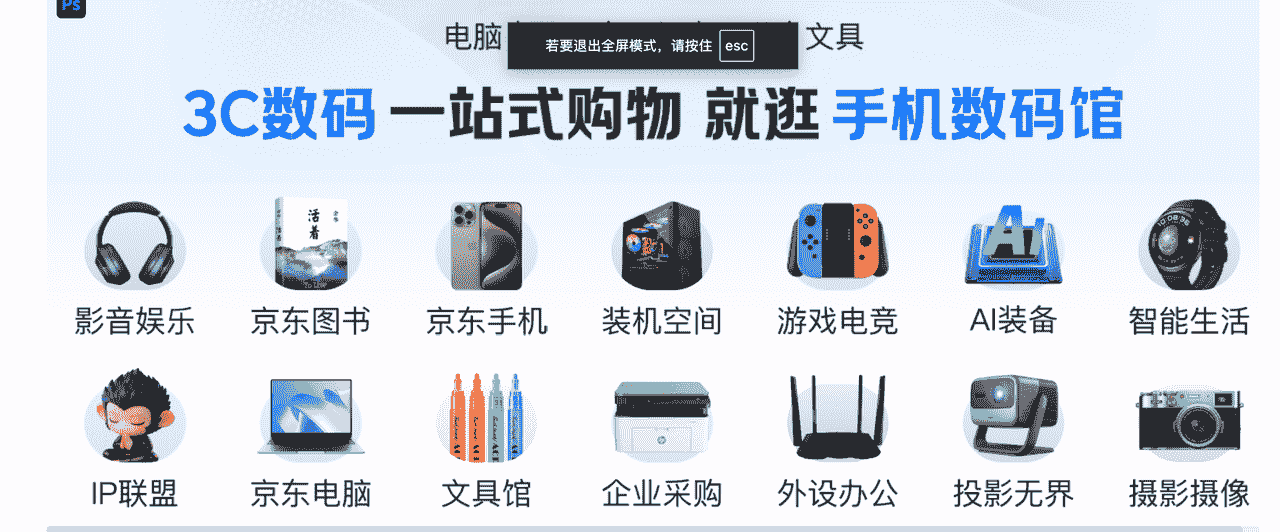 Ps
电脑
文具
若要退出全屏模式，请按住 esc
3C数码 一站式购物 就逛 手机数码馆
活着
余华
To Live
影音娱乐 京东图书 京东手机 装机空间 游戏电竞 AI装备 智能生活
IP联盟 京东电脑 文具馆 企业采购 外设办公 投影无界 摄影摄像